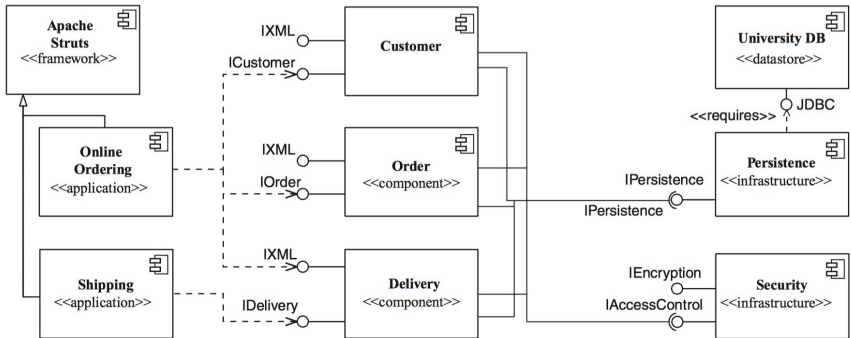 Apache
Struts
<<framework>>
Online
Ordering
<<application>>
Shipping
<<application>>
IXML
ICustomer
Customer
IXML
IOrder
Order
<<component>>
IXML
IDelivery
Delivery
<<component>>
University DB
<<datastore>>
JDBC
<<requires>>
Persistence
<<infrastructure>>
IPersistence
IPersistence
IEncryption
IAccessControl
Security
<<infrastructure>>